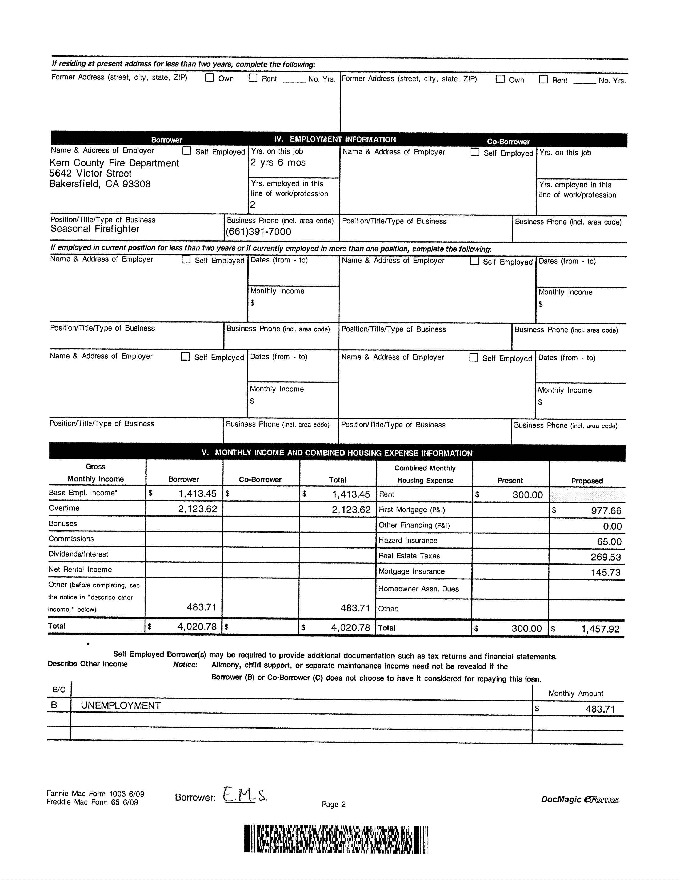 If residing at present address for less than two years, complete the following:
Former Address (street, city, state, ZIP) Own Rent ____ No. Yrs. Former Address (street, city, state, ZIP) Own Rent ____ No. Yrs.
Borrower IV. EMPLOYMENT INFORMATION Co-Borrower
Name & Address of Employer Self Employed Yrs. on this job Name & Address of Employer Self Employed Yrs. on this job
Kern County Fire Department 2 yrs 6 mos
5642 Victor Street
Bakersfield, CA 93308 Yrs. employed in this Yrs. employed in this
line of work/profession line of work/profession
2
Position/Title/Type of Business Business Phone (incl. area code) Position/Title/Type of Business Business Phone (incl. area code)
Seasonal Firefighter (661)391-7000
If employed in current position for less than two years or if currently employed in more than one position, complete the following:
Name & Address of Employer Self Employed Dates (from - to) Name & Address of Employer Self Employed Dates (from - to)
Monthly Income Monthly Income
$ $
Position/Title/Type of Business Business Phone (incl. area code) Position/Title/Type of Business Business Phone (incl. area code)
Name & Address of Employer Self Employed Dates (from - to) Name & Address of Employer Self Employed Dates (from - to)
Monthly Income Monthly Income
$ $
Position/Title/Type of Business Business Phone (incl. area code) Position/Title/Type of Business Business Phone (incl. area code)
V. MONTHLY INCOME AND COMBINED HOUSING EXPENSE INFORMATION
Gross Combined Monthly
Monthly Income Borrower Co-Borrower Total Housing Expense Present Proposed
Base Empl. Income* $ 1,413.45 $ 1,413.45 Rent $ 300.00
Overtime 2,123.62 2,123.62 First Mortgage (P&I) $ 977.66
Bonuses Other Financing (P&I) 0.00
Commissions Hazard Insurance 65.00
Dividends/Interest Real Estate Taxes 269.53
Net Rental Income Mortgage Insurance 145.73
Other (before completing, see Homeowner Assn. Dues
the notice in "describe other
income," below) 483.71 483.71 Other:
Total $ 4,020.78 $ $ 4,020.78 Total $ 300.00 $ 1,457.92
* Self Employed Borrower(s) may be required to provide additional documentation such as tax returns and financial statements.
Describe Other Income Notice: Alimony, child support, or separate maintenance income need not be revealed if the
Borrower (B) or Co-Borrower (C) does not choose to have it considered for repaying this loan.
B/C Monthly Amount
B UNEMPLOYMENT $ 483.71
Fannie Mae Form 1003 6/09
Freddie Mac Form 65 6/09
Borrower: E.M.S.
Page 2
DocMagic